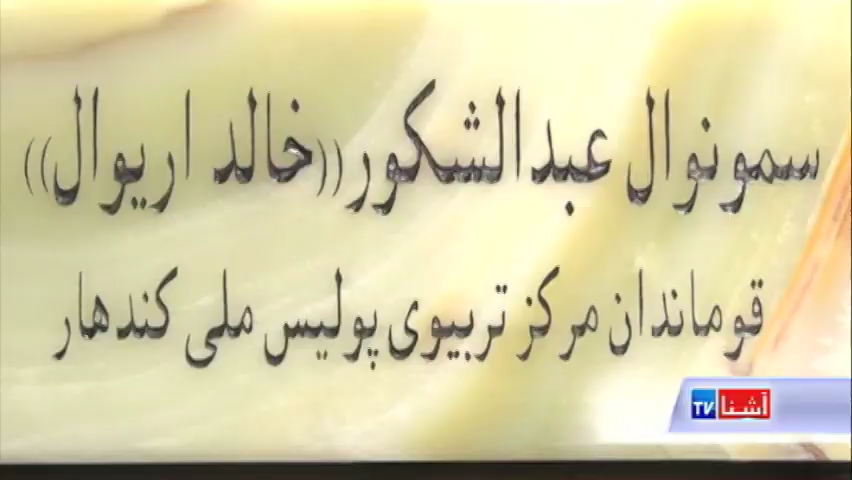 سمونوال عبدالشکور ((خالد اریوال))
قوماندان مرکز تربیوی پولیس ملی کندهار
TV آشنا